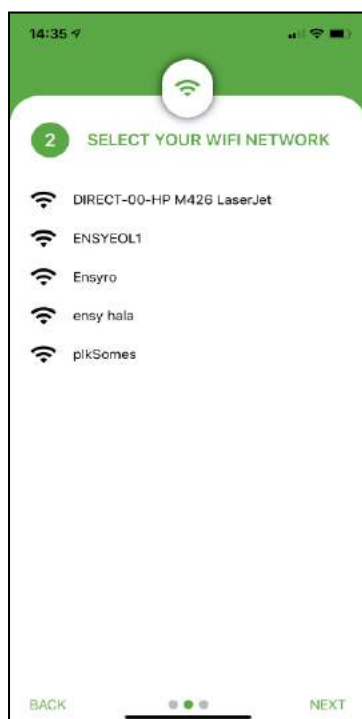 14:35
2 SELECT YOUR WIFI NETWORK
DIRECT-00-HP M426 LaserJet
ENSYEOL1
Ensyro
ensy hala
plkSomes
BACK NEXT